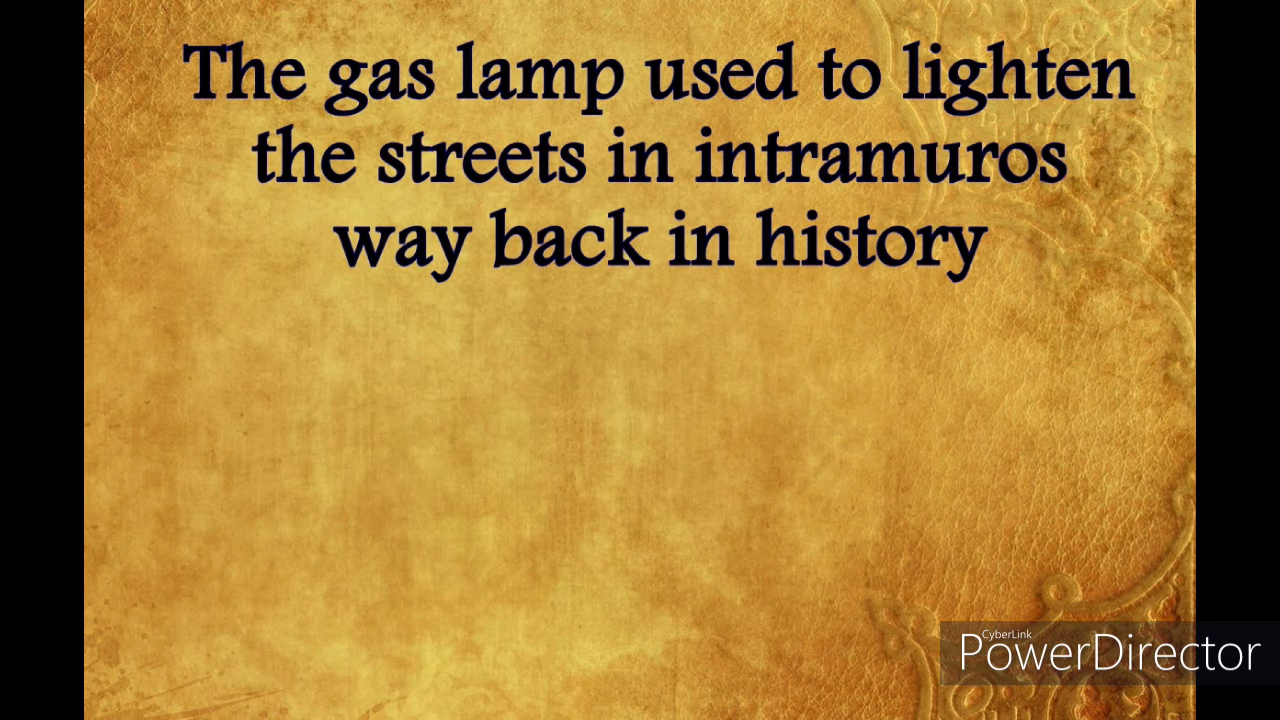 The gas lamp used to lighten
the streets in intramuros
way back in history
CyberLink
PowerDirector